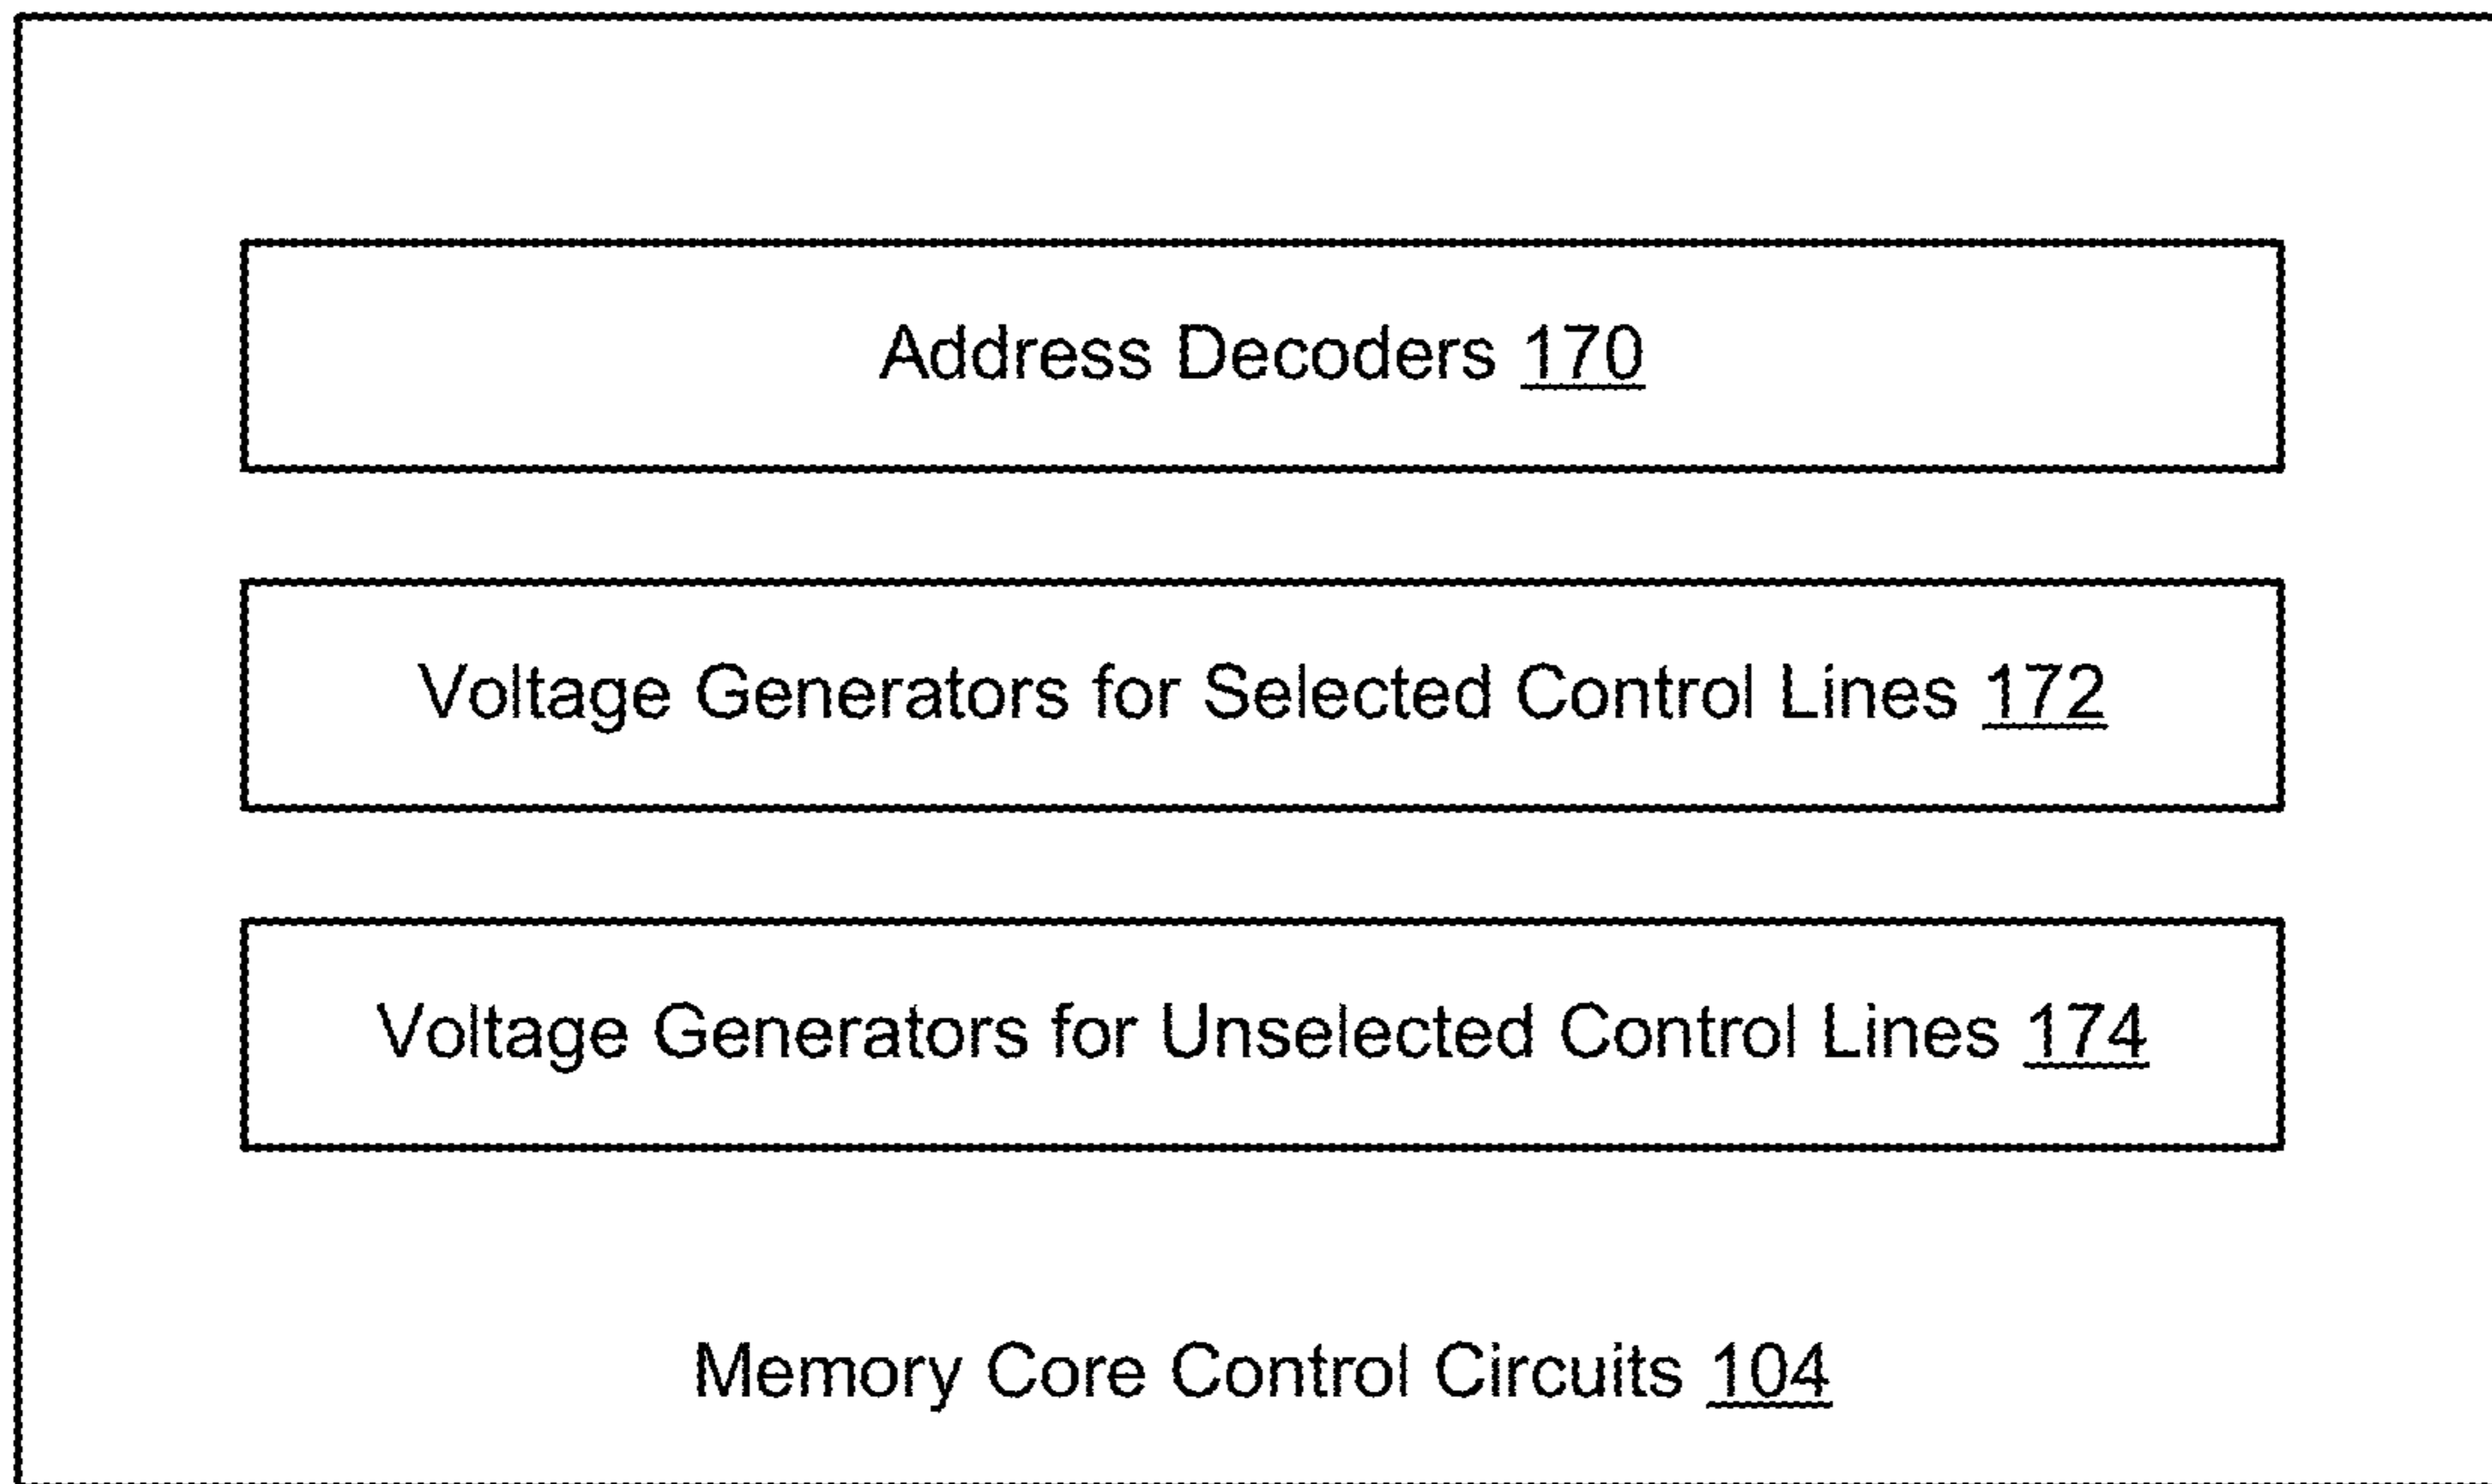 Address Decoders 170
Voltage Generators for Selected Control Lines 172
Voltage Generators for Unselected Control Lines 174
Memory Core Control Circuits 104